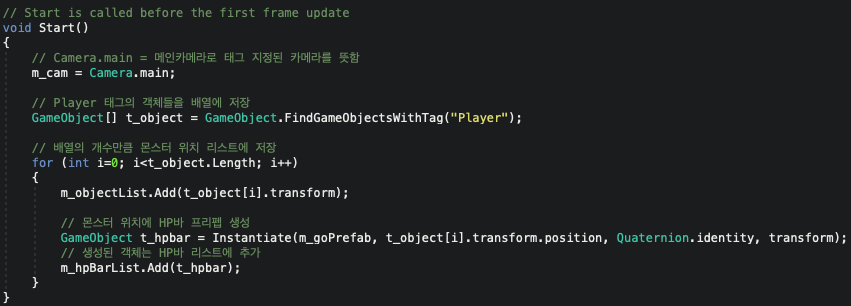 // Start is called before the first frame update
void Start()
{
    // Camera.main = 메인카메라로 태그 지정된 카메라를 뜻함
    m_cam = Camera.main;

    // Player 태그의 객체들을 배열에 저장
    GameObject[] t_object = GameObject.FindGameObjectsWithTag("Player");

    // 배열의 개수만큼 몬스터 위치 리스트에 저장
    for (int i=0; i<t_object.Length; i++)
    {
        m_objectList.Add(t_object[i].transform);

        // 몬스터 위치에 HP바 프리펩 생성
        GameObject t_hpbar = Instantiate(m_goPrefab, t_object[i].transform.position, Quaternion.identity, transform);
        // 생성된 객체는 HP바 리스트에 추가
        m_hpBarList.Add(t_hpbar);
    }
}